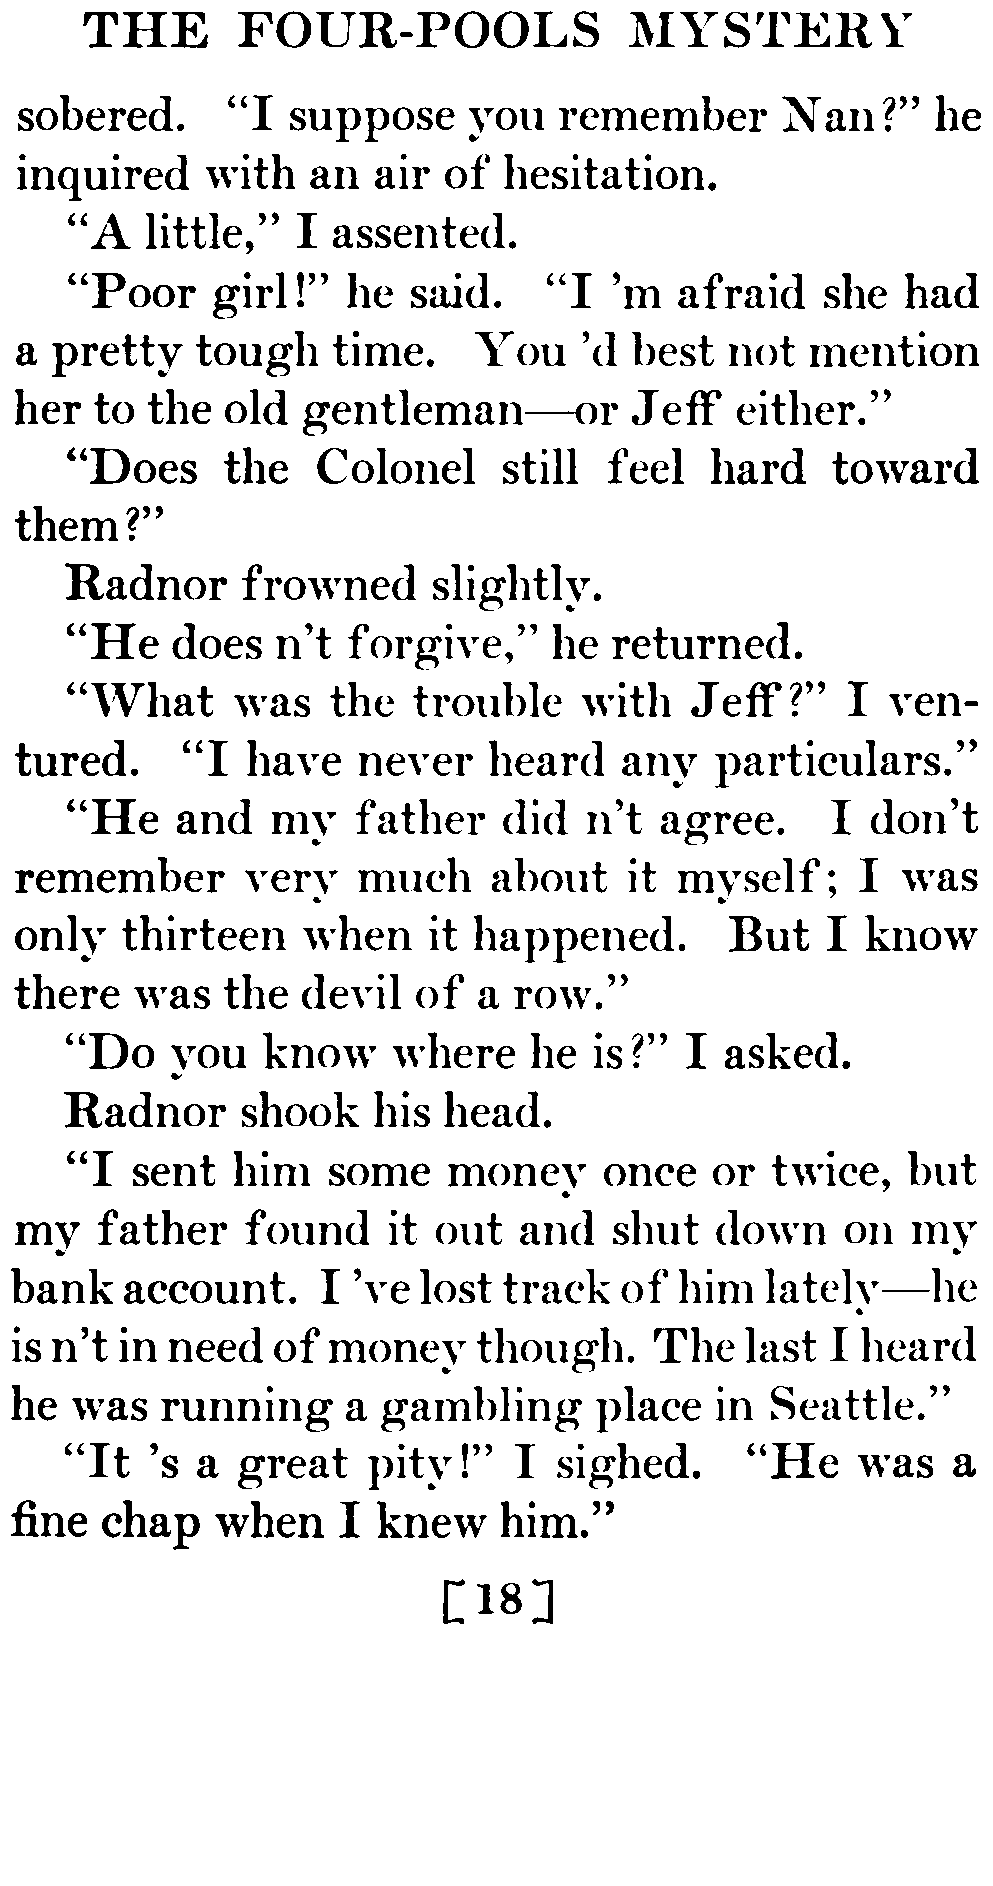 THE FOUR-POOLS MYSTERY
sobered. "I suppose you remember Nan?" he
inquired with an air of hesitation.
"A little," I assented.
"Poor girl!" he said. "I 'm afraid she had
a pretty tough time. You 'd best not mention
her to the old gentleman—or Jeff either."
"Does the Colonel still feel hard toward
them?"
Radnor frowned slightly.
"He does n't forgive," he returned.
"What was the trouble with Jeff?" I ven-
tured. "I have never heard any particulars."
"He and my father did n't agree. I don't
remember very much about it myself; I was
only thirteen when it happened. But I know
there was the devil of a row."
"Do you know where he is?" I asked.
Radnor shook his head.
"I sent him some money once or twice, but
my father found it out and shut down on my
bank account. I 've lost track of him lately—he
is n't in need of money though. The last I heard
he was running a gambling place in Seattle."
"It 's a great pity!" I sighed. "He was a
fine chap when I knew him."
[18]